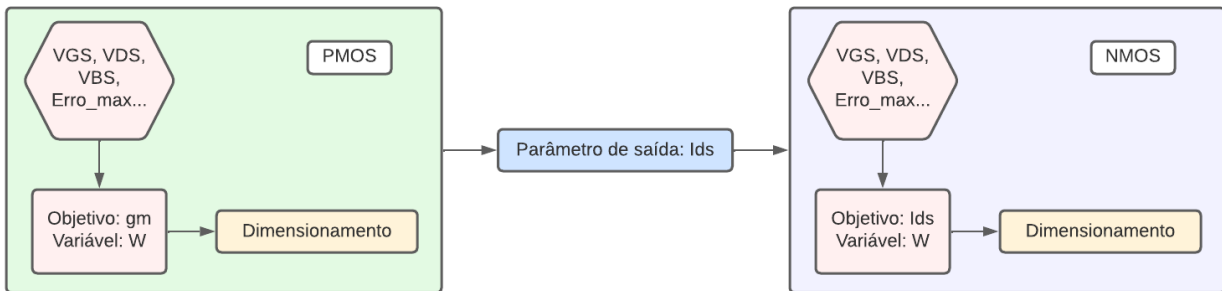 VGS, VDS,
VBS,
Erro_max...
PMOS
Objetivo: gm
Variável: W
Dimensionamento
Parâmetro de saída: Ids
VGS, VDS,
VBS,
Erro_max...
NMOS
Objetivo: Ids
Variável: W
Dimensionamento